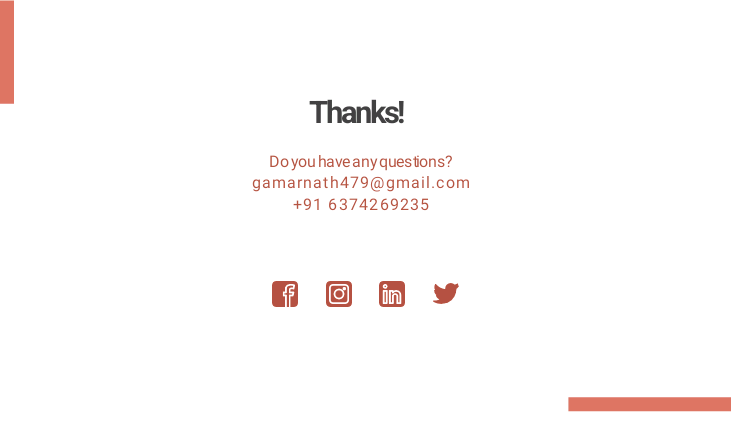 Thanks!
Do you have any questions?
gamarnath479@gmail.com
+91 6374269235